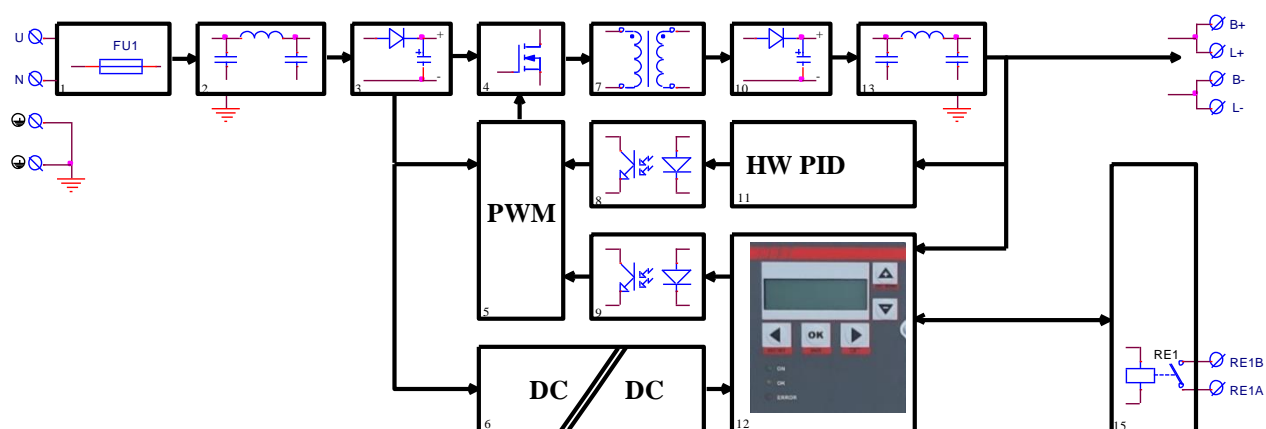 U
N
FU1
1
2
3
+
-
4
7
10
+
-
13
B+
L+
B-
L-
PWM
5
8
HW PID
11
9
DC
DC
6
OK
ON
OK
ERROR
12
RE1
RE1B
RE1A
15